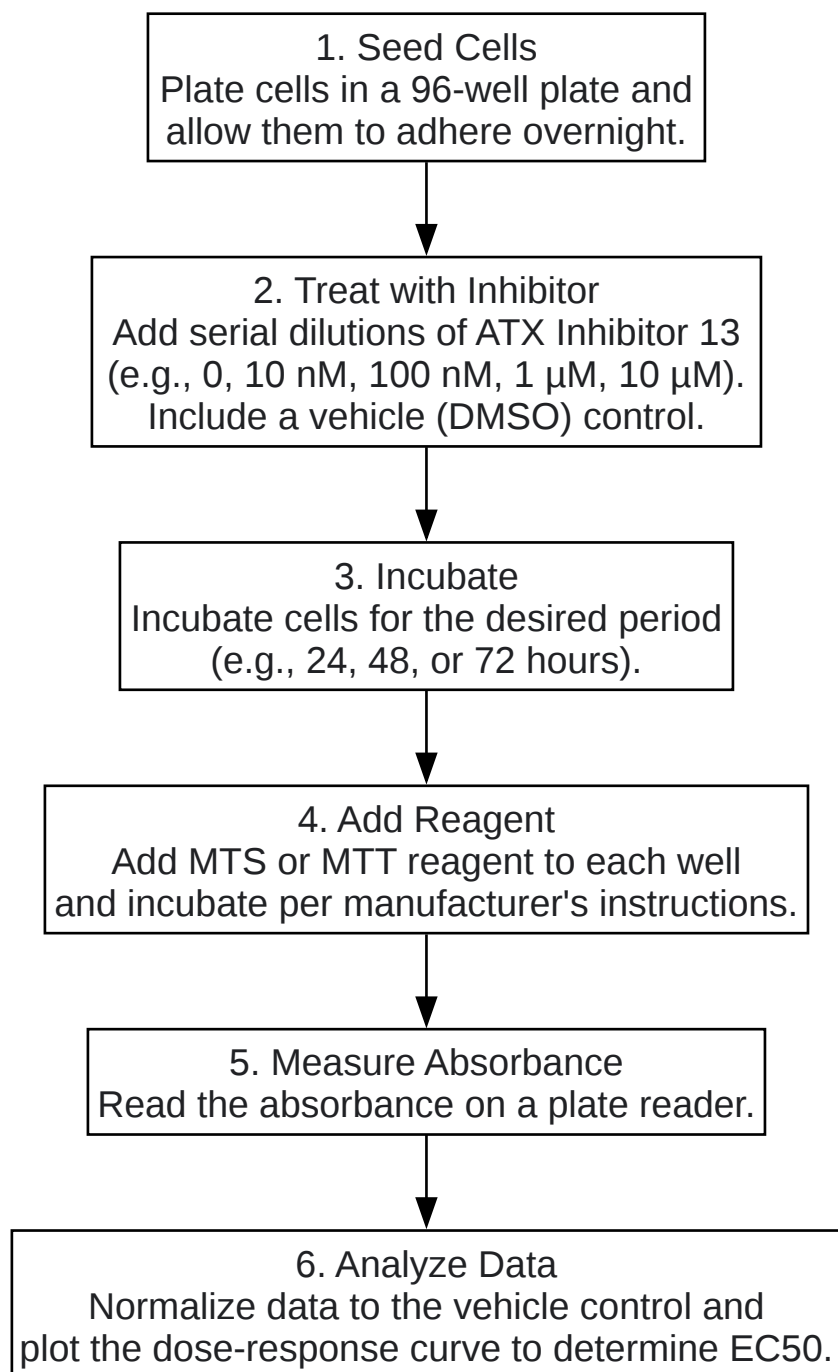 1. Seed Cells
Plate cells in a 96-well plate and
allow them to adhere overnight.
2. Treat with Inhibitor
Add serial dilutions of ATX Inhibitor 13
(e.g., 0, 10 nM, 100 nM, 1 µM, 10 µM).
Include a vehicle (DMSO) control.
3. Incubate
Incubate cells for the desired period
(e.g., 24, 48, or 72 hours).
4. Add Reagent
Add MTS or MTT reagent to each well
and incubate per manufacturer's instructions.
5. Measure Absorbance
Read the absorbance on a plate reader.
6. Analyze Data
Normalize data to the vehicle control and
plot the dose-response curve to determine EC50.